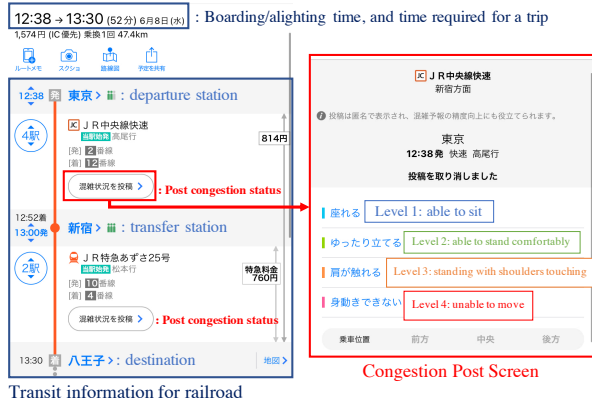 12:38 → 13:30 (52分) 6月8日(水) : Boarding/alighting time, and time required for a trip
1,574円 (IC優先) 乗換1回 47.4km
ルートメモ スクショ 路線図 予定を共有
12:38 発 東京 > : departure station
4駅
JC JR中央線快速
当駅始発 高尾行
[発] 2 番線
[着] 12 番線
814円
混雑状況を投稿 > : Post congestion status
12:52着
13:00発 新宿 > : transfer station
2駅
JR特急あずさ25号
当駅始発 松本行
[発] 10 番線
[着] 4 番線
特急料金
760円
混雑状況を投稿 > : Post congestion status
13:30 着 八王子 > : destination 地図 >
Transit information for railroad
JC JR中央線快速
新宿方面
投稿は匿名で表示され、混雑予報の精度向上にも役立てられます。
東京
12:38発 快速 高尾行
投稿を取り消しました
座れる Level 1: able to sit
ゆったり立てる Level 2: able to stand comfortably
肩が触れる Level 3: standing with shoulders touching
身動きできない Level 4: unable to move
乗車位置 前方 中央 後方
Congestion Post Screen